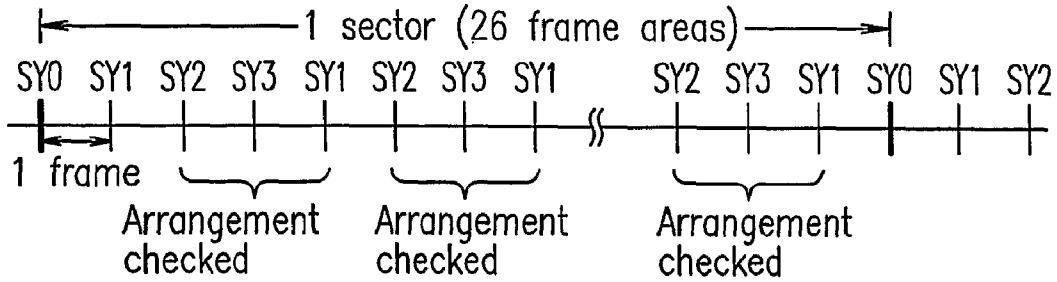 1 sector (26 frame areas)
SY0 SY1 SY2 SY3 SY1 SY2 SY3 SY1 SY2 SY3 SY1 SY0 SY1 SY2
1 frame
Arrangement checked
Arrangement checked
Arrangement checked